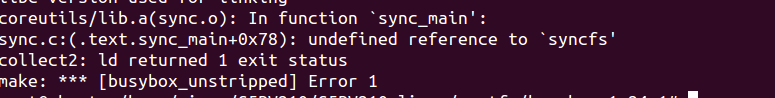 coreutils/lib.a(sync.o): In function `sync_main':
sync.c:(.text.sync_main+0x78): undefined reference to `syncfs'
collect2: ld returned 1 exit status
make: *** [busybox_unstripped] Error 1